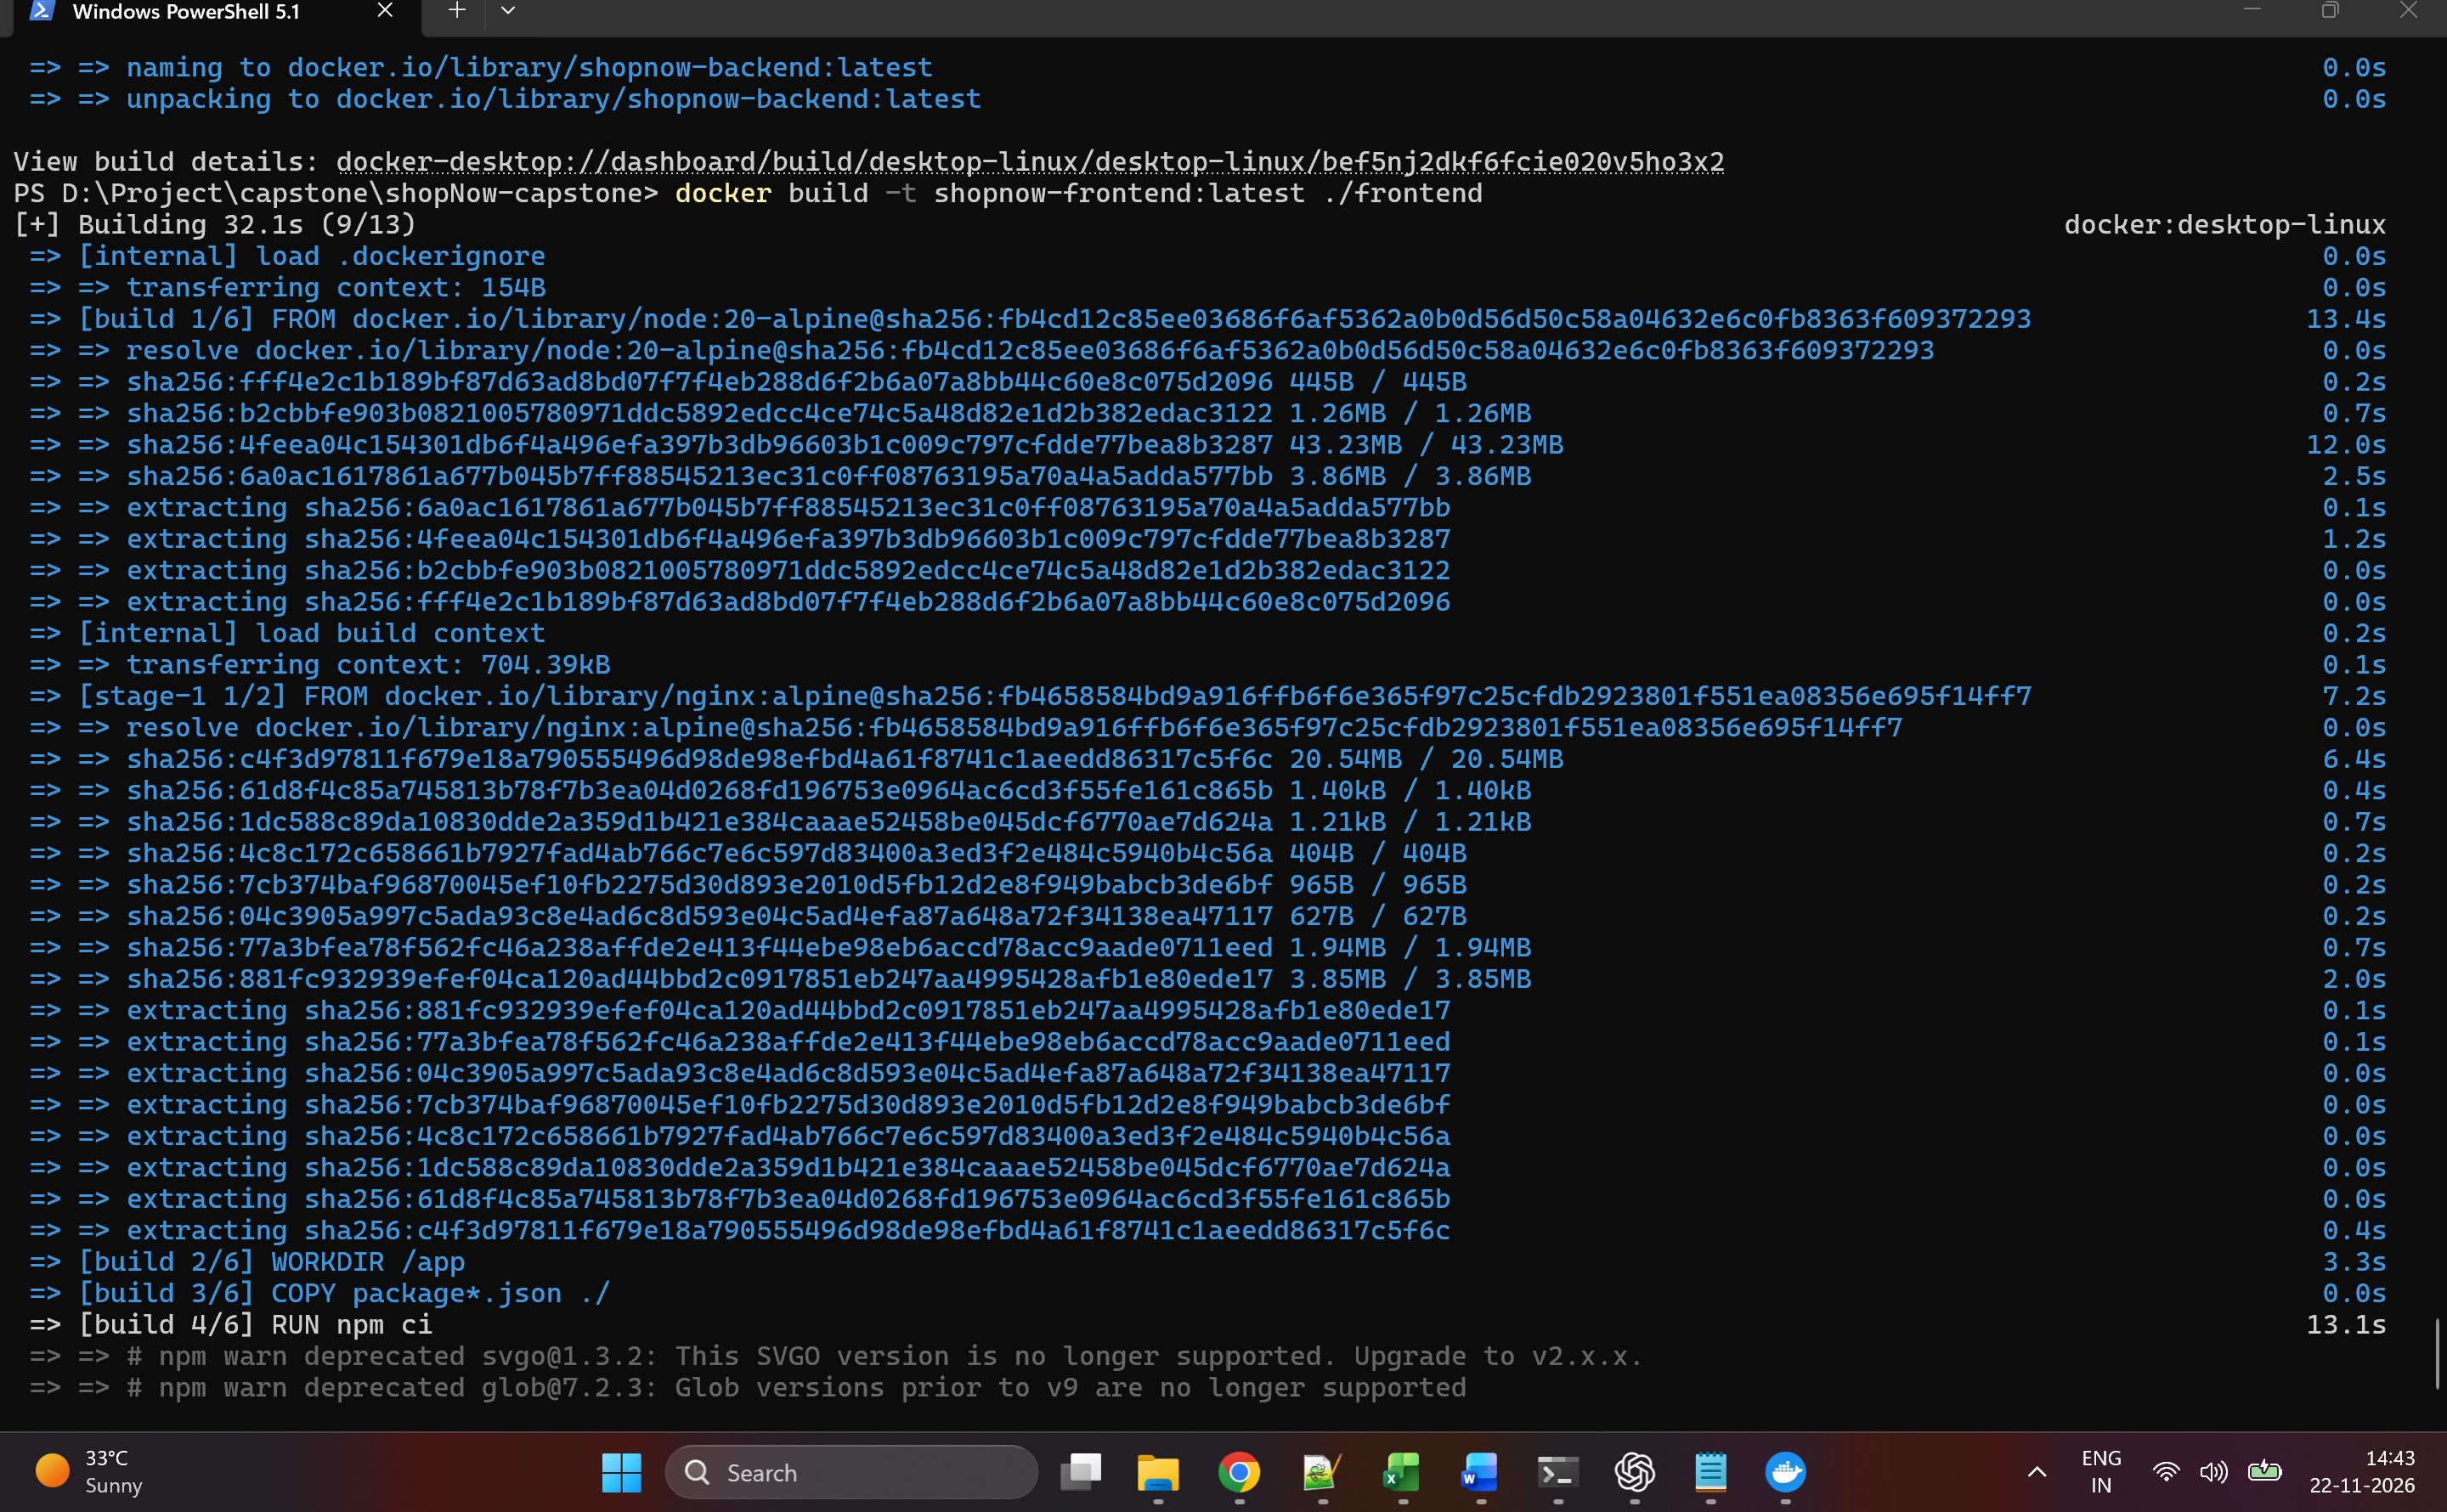 Windows PowerShell 5.1
=> => naming to docker.io/library/shopnow-backend:latest 0.0s
=> => unpacking to docker.io/library/shopnow-backend:latest 0.0s
View build details: docker-desktop://dashboard/build/desktop-linux/desktop-linux/bef5nj2dkf6fcie020v5ho3x2
PS D:\Project\capstone\shopNow-capstone> docker build -t shopnow-frontend:latest ./frontend
[+] Building 32.1s (9/13) docker:desktop-linux
=> [internal] load .dockerignore 0.0s
=> => transferring context: 154B 0.0s
=> [build 1/6] FROM docker.io/library/node:20-alpine@sha256:fb4cd12c85ee03686f6af5362a0b0d56d50c58a04632e6c0fb8363f609372293 13.4s
=> => resolve docker.io/library/node:20-alpine@sha256:fb4cd12c85ee03686f6af5362a0b0d56d50c58a04632e6c0fb8363f609372293 0.0s
=> => sha256:fff4e2c1b189bf87d63ad8bd07f7f4eb288d6f2b6a07a8bb44c60e8c075d2096 445B / 445B 0.2s
=> => sha256:b2cbbfe903b0821005780971ddc5892edcc4ce74c5a48d82e1d2b382edac3122 1.26MB / 1.26MB 0.7s
=> => sha256:4feea04c154301db6f4a496efa397b3db96603b1c009c797cfdde77bea8b3287 43.23MB / 43.23MB 12.0s
=> => sha256:6a0ac1617861a677b045b7ff88545213ec31c0ff08763195a70a4a5adda577bb 3.86MB / 3.86MB 2.5s
=> => extracting sha256:6a0ac1617861a677b045b7ff88545213ec31c0ff08763195a70a4a5adda577bb 0.1s
=> => extracting sha256:4feea04c154301db6f4a496efa397b3db96603b1c009c797cfdde77bea8b3287 1.2s
=> => extracting sha256:b2cbbfe903b0821005780971ddc5892edcc4ce74c5a48d82e1d2b382edac3122 0.0s
=> => extracting sha256:fff4e2c1b189bf87d63ad8bd07f7f4eb288d6f2b6a07a8bb44c60e8c075d2096 0.0s
=> [internal] load build context 0.2s
=> => transferring context: 704.39kB 0.1s
=> [stage-1 1/2] FROM docker.io/library/nginx:alpine@sha256:fb4658584bd9a916ffb6f6e365f97c25cfdb2923801f551ea08356e695f14ff7 7.2s
=> => resolve docker.io/library/nginx:alpine@sha256:fb4658584bd9a916ffb6f6e365f97c25cfdb2923801f551ea08356e695f14ff7 0.0s
=> => sha256:c4f3d97811f679e18a790555496d98de98efbd4a61f8741c1aeedd86317c5f6c 20.54MB / 20.54MB 6.4s
=> => sha256:61d8f4c85a745813b78f7b3ea04d0268fd196753e0964ac6cd3f55fe161c865b 1.40kB / 1.40kB 0.4s
=> => sha256:1dc588c89da10830dde2a359d1b421e384caaae52458be045dcf6770ae7d624a 1.21kB / 1.21kB 0.7s
=> => sha256:4c8c172c658661b7927fad4ab766c7e6c597d83400a3ed3f2e484c5940b4c56a 404B / 404B 0.2s
=> => sha256:7cb374baf96870045ef10fb2275d30d893e2010d5fb12d2e8f949babcb3de6bf 965B / 965B 0.2s
=> => sha256:04c3905a997c5ada93c8e4ad6c8d593e04c5ad4efa87a648a72f34138ea47117 627B / 627B 0.2s
=> => sha256:77a3bfea78f562fc46a238affde2e413f44ebe98eb6accd78acc9aade0711eed 1.94MB / 1.94MB 0.7s
=> => sha256:881fc932939efef04ca120ad44bbd2c0917851eb247aa4995428afb1e80ede17 3.85MB / 3.85MB 2.0s
=> => extracting sha256:881fc932939efef04ca120ad44bbd2c0917851eb247aa4995428afb1e80ede17 0.1s
=> => extracting sha256:77a3bfea78f562fc46a238affde2e413f44ebe98eb6accd78acc9aade0711eed 0.1s
=> => extracting sha256:04c3905a997c5ada93c8e4ad6c8d593e04c5ad4efa87a648a72f34138ea47117 0.0s
=> => extracting sha256:7cb374baf96870045ef10fb2275d30d893e2010d5fb12d2e8f949babcb3de6bf 0.0s
=> => extracting sha256:4c8c172c658661b7927fad4ab766c7e6c597d83400a3ed3f2e484c5940b4c56a 0.0s
=> => extracting sha256:1dc588c89da10830dde2a359d1b421e384caaae52458be045dcf6770ae7d624a 0.0s
=> => extracting sha256:61d8f4c85a745813b78f7b3ea04d0268fd196753e0964ac6cd3f55fe161c865b 0.0s
=> => extracting sha256:c4f3d97811f679e18a790555496d98de98efbd4a61f8741c1aeedd86317c5f6c 0.4s
=> [build 2/6] WORKDIR /app 3.3s
=> [build 3/6] COPY package*.json ./ 0.0s
=> [build 4/6] RUN npm ci 13.1s
=> => # npm warn deprecated svgo@1.3.2: This SVGO version is no longer supported. Upgrade to v2.x.x.
=> => # npm warn deprecated glob@7.2.3: Glob versions prior to v9 are no longer supported
33°C
Sunny
Search
ENG
IN
14:43
22-11-2026